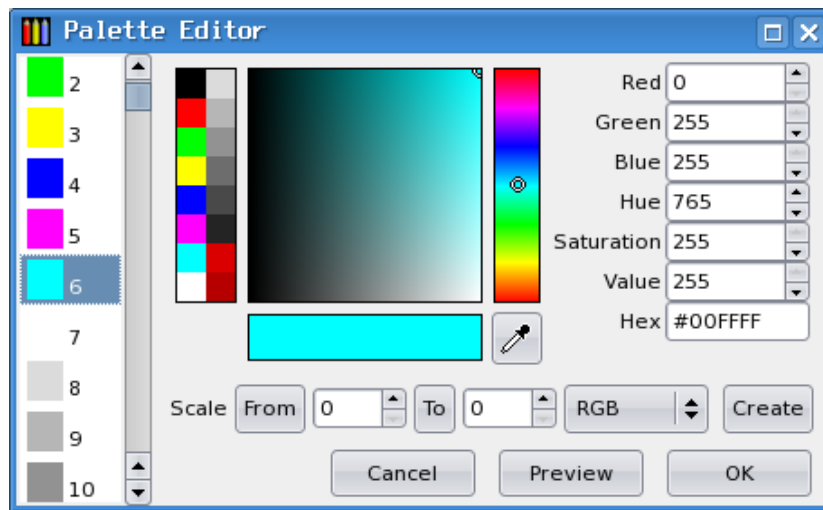 Palette Editor
2
3
4
5
6
7
8
9
10
Red 0
Green 255
Blue 255
Hue 765
Saturation 255
Value 255
Hex #00FFFF
Scale From 0 To 0 RGB Create
Cancel Preview OK